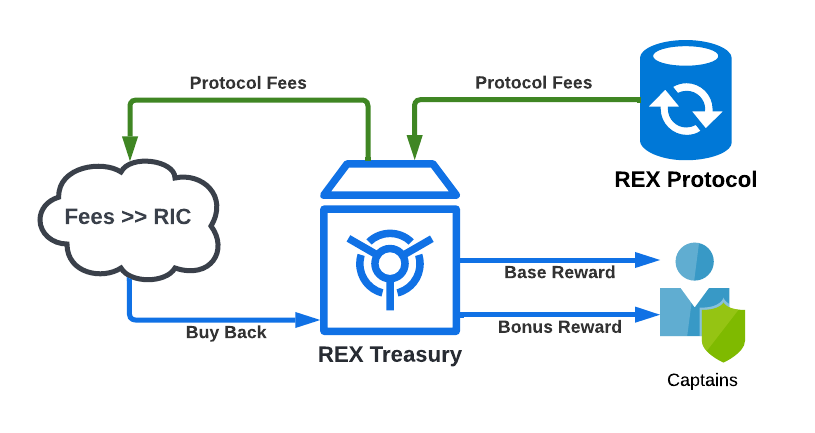 Protocol Fees
Protocol Fees
REX Protocol
Fees >> RIC
Base Reward
Buy Back
Bonus Reward
REX Treasury
Captains